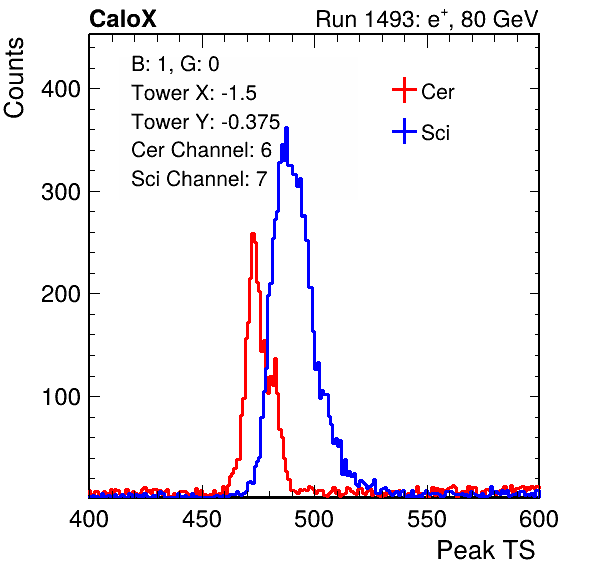 CaloX Run 1493: e⁺, 80 GeV
Counts
B: 1, G: 0
Tower X: -1.5
Tower Y: -0.375
Cer Channel: 6
Sci Channel: 7
Cer
Sci
400
300
200
100
400 450 500 550 600
Peak TS